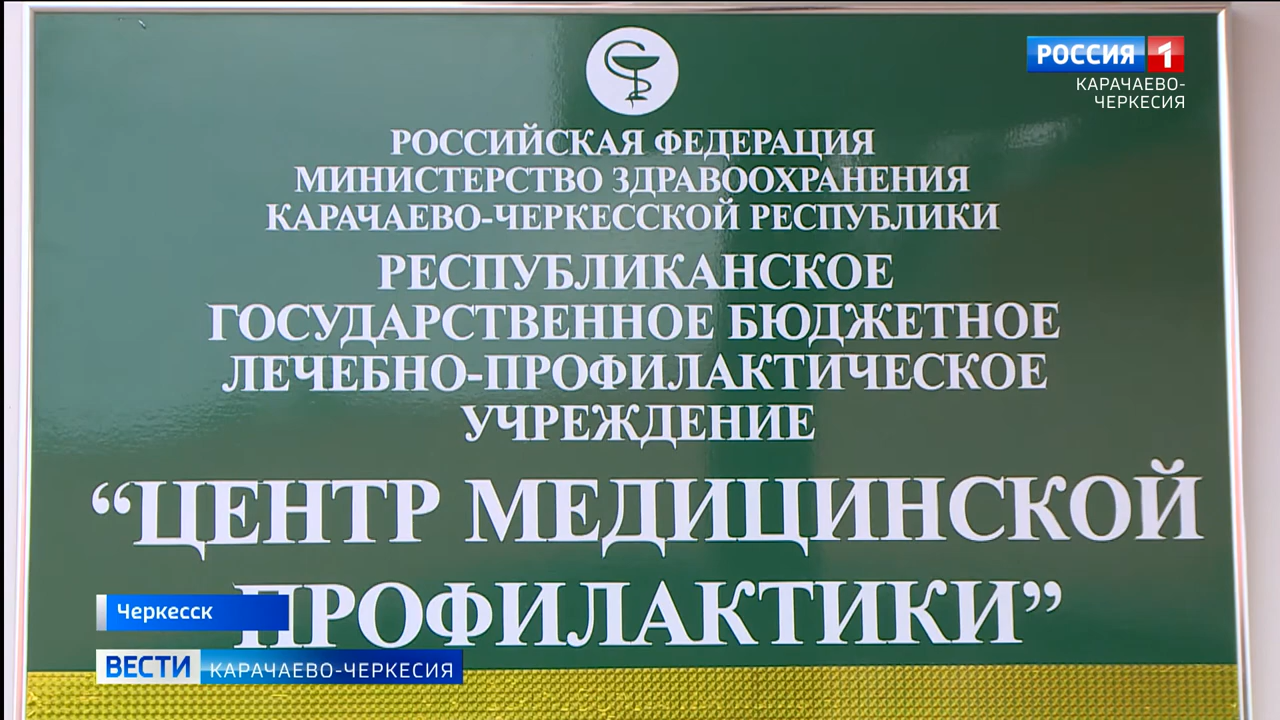 РОССИЯ 1
КАРАЧАЕВО-
ЧЕРКЕСИЯ
РОССИЙСКАЯ ФЕДЕРАЦИЯ
МИНИСТЕРСТВО ЗДРАВООХРАНЕНИЯ
КАРАЧАЕВО-ЧЕРКЕССКОЙ РЕСПУБЛИКИ
РЕСПУБЛИКАНСКОЕ
ГОСУДАРСТВЕННОЕ БЮДЖЕТНОЕ
ЛЕЧЕБНО-ПРОФИЛАКТИЧЕСКОЕ
УЧРЕЖДЕНИЕ
“ЦЕНТР МЕДИЦИНСКОЙ
ПРОФИЛАКТИКИ”
Черкесск
ВЕСТИ КАРАЧАЕВО-ЧЕРКЕСИЯ